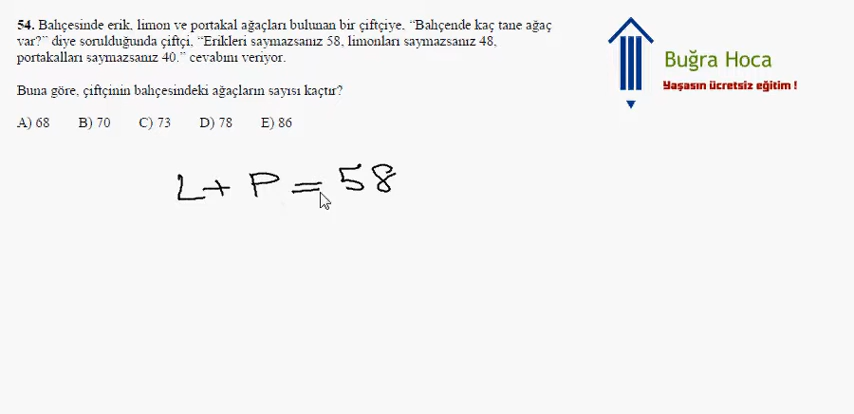 54. Bahçesinde erik, limon ve portakal ağaçları bulunan bir çiftçiye, “Bahçende kaç tane ağaç
var?” diye sorulduğunda çiftçi, “Erikleri saymazsanız 58, limonları saymazsanız 48,
portakalları saymazsanız 40.” cevabını veriyor.
Buna göre, çiftçinin bahçesindeki ağaçların sayısı kaçtır?
A) 68 B) 70 C) 73 D) 78 E) 86
L + P = 58
Buğra Hoca
Yaşasın ücretsiz eğitim !